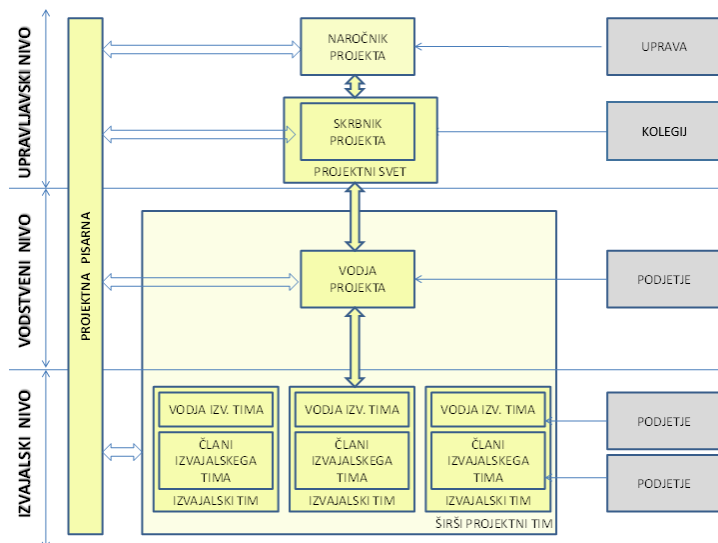 UPRAVLJAVSKI NIVO
VODSTVENI NIVO
IZVAJALSKI NIVO
PROJEKTNA PISARNA
NAROČNIK
PROJEKTA
UPRAVA
SKRBNIK
PROJEKTA
PROJEKTNI SVET
KOLEGIJ
VODJA
PROJEKTA
PODJETJE
VODJA IZV. TIMA
ČLANI
IZVAJALSKEGA
TIMA
IZVAJALSKI TIM
VODJA IZV. TIMA
ČLANI
IZVAJALSKEGA
TIMA
IZVAJALSKI TIM
VODJA IZV. TIMA
ČLANI
IZVAJALSKEGA
TIMA
IZVAJALSKI TIM
PODJETJE
PODJETJE
ŠIRŠI PROJEKTNI TIM